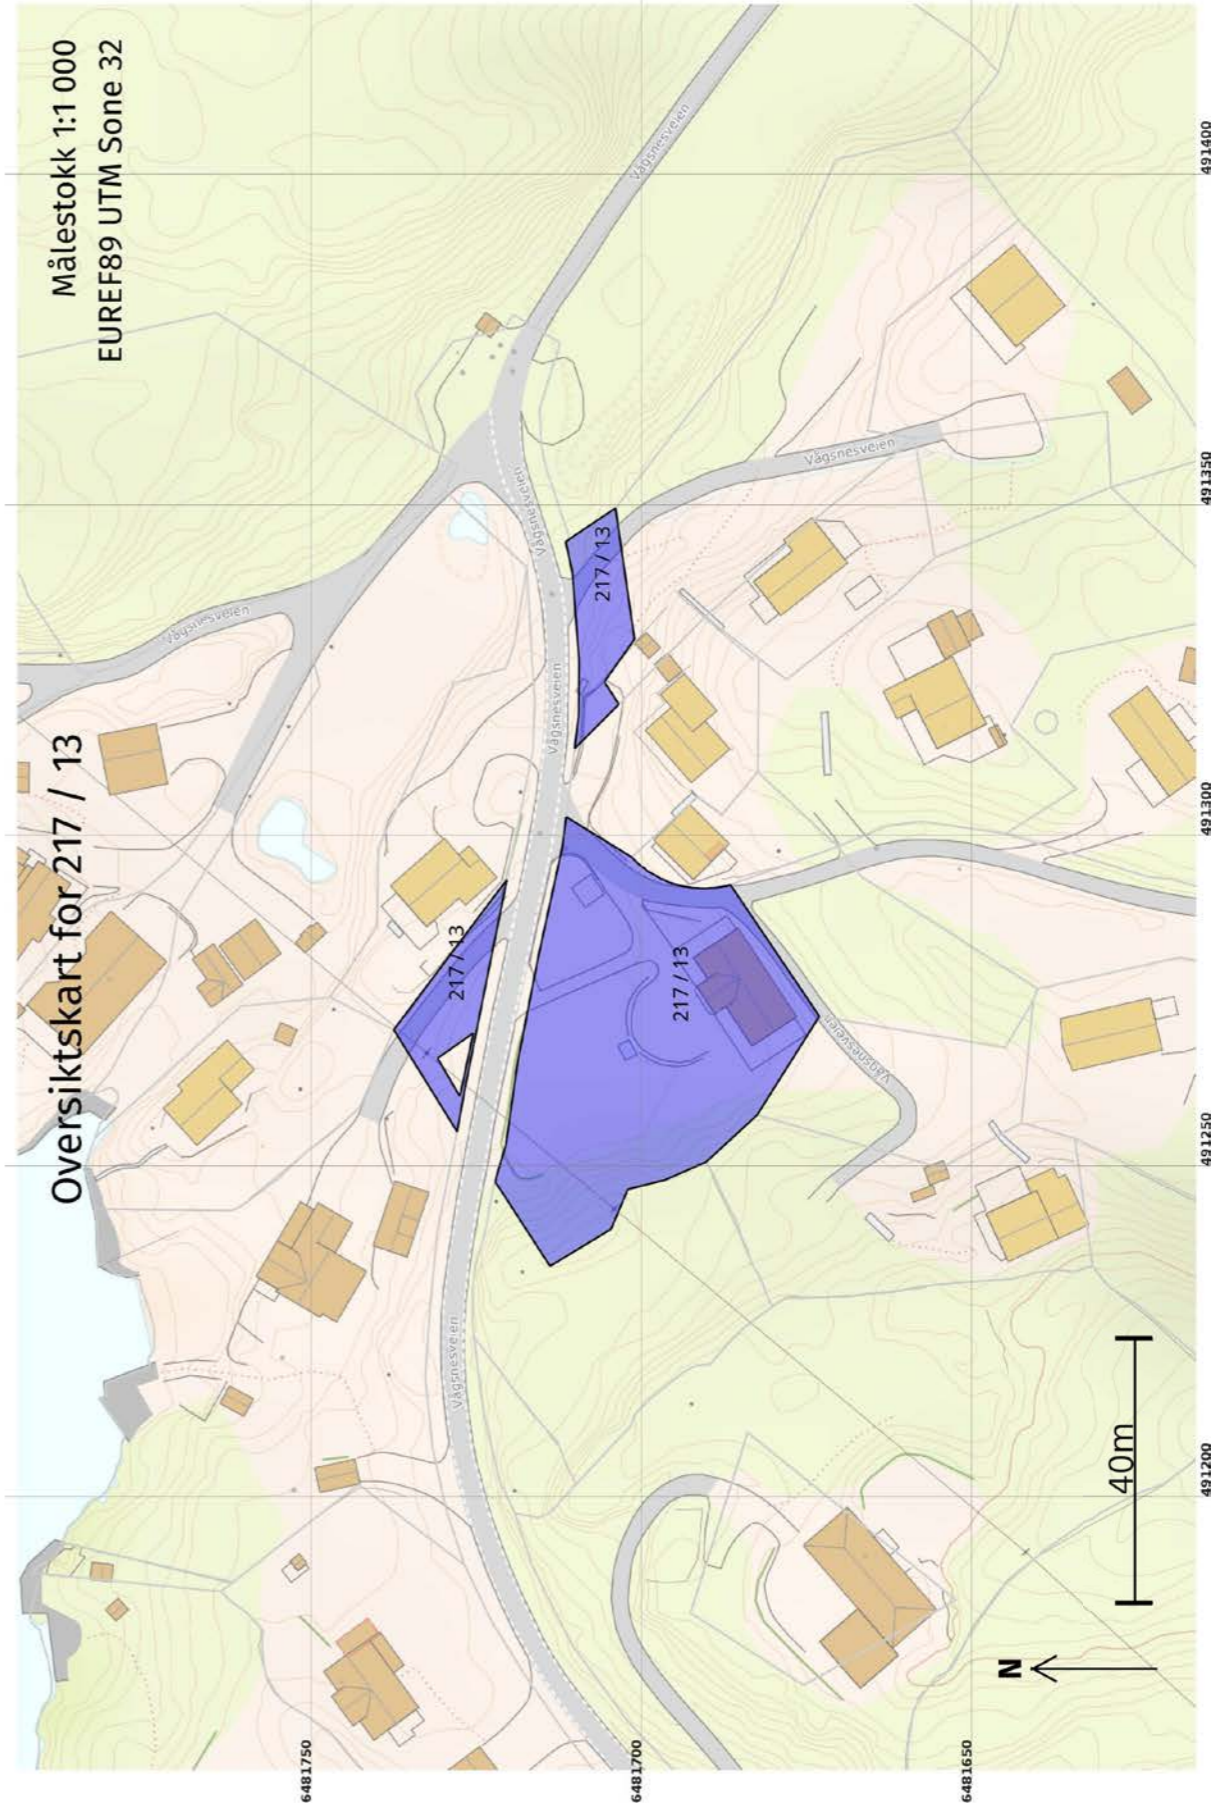 Oversiktskart for 217 / 13
Målestokk 1:1 000
EUREF89 UTM Sone 32
Vågsnesveien
Vågsnesveien
Vågsnesveien
Vågsnesveien
Vågsnesveien
Vågsnesveien
Vågsnesveien
217 / 13
217 / 13
217 / 13
6481750
6481700
6481650
N
40m
491200
491250
491300
491350
491400